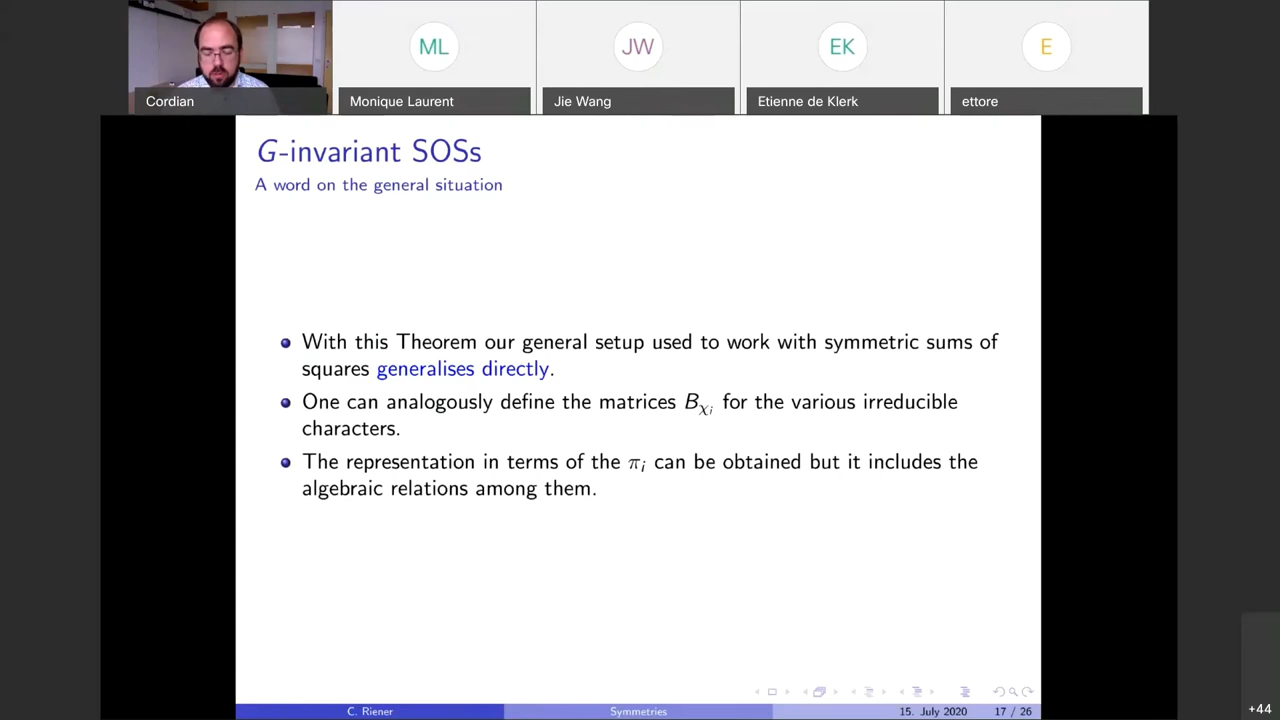 ML
JW
EK
E
Cordian
Monique Laurent
Jie Wang
Etienne de Klerk
ettore
G-invariant SOSs
A word on the general situation
With this Theorem our general setup used to work with symmetric sums of
squares generalises directly.
One can analogously define the matrices B_{χ_i} for the various irreducible
characters.
The representation in terms of the π_i can be obtained but it includes the
algebraic relations among them.
C. Riener
Symmetries
15. July 2020
17 / 26
+44